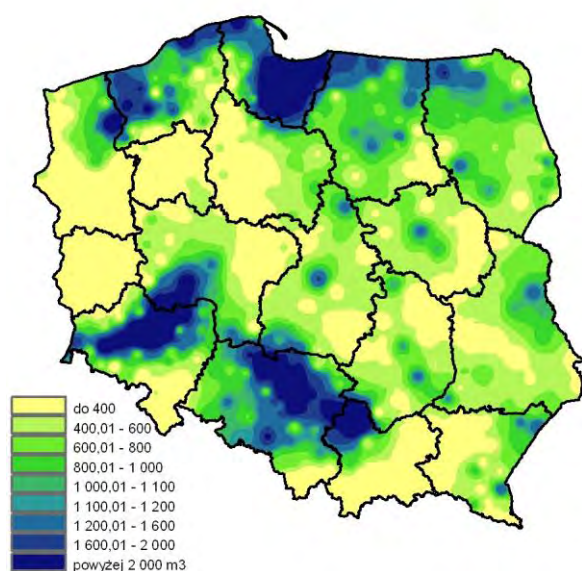 do 400
400,01 - 600
600,01 - 800
800,01 - 1 000
1 000,01 - 1 100
1 100,01 - 1 200
1 200,01 - 1 600
1 600,01 - 2 000
powyżej 2 000 m3